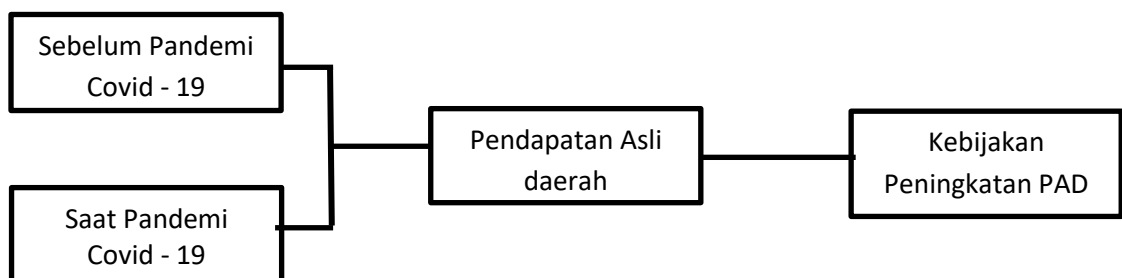 Sebelum Pandemi
Covid - 19
Saat Pandemi
Covid - 19
Pendapatan Asli
daerah
Kebijakan
Peningkatan PAD